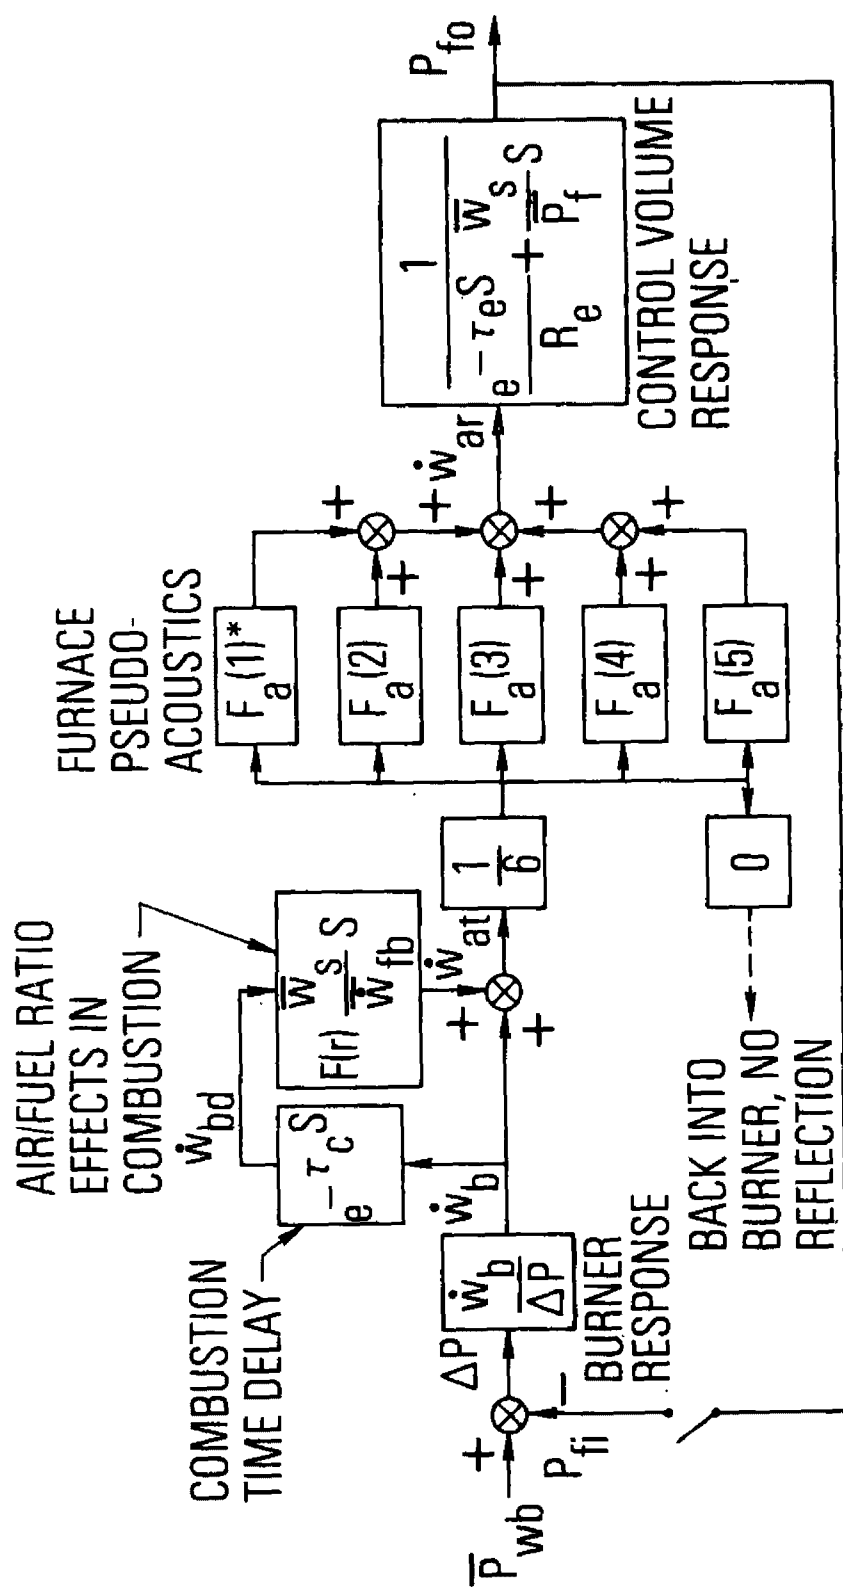 P̅wb
+
Pfi
−
ΔP
ẇb
ΔP
BURNER
RESPONSE
ẇb
COMBUSTION
TIME DELAY
e^−τcS
ẇbd
AIR/FUEL RATIO
EFFECTS IN
COMBUSTION
F(r) W̅s/ẇ̅fb S
+
+
ẇat
1
6
BACK INTO
BURNER, NO
REFLECTION
0
FURNACE
PSEUDO-
ACOUSTICS
Fa(1)*
Fa(2)
Fa(3)
Fa(4)
Fa(5)
+
+
+
+
+
+
+
ẇar
1
e^−τeS/Re + W̅s/P̅f S
CONTROL VOLUME
RESPONSE
Pfo